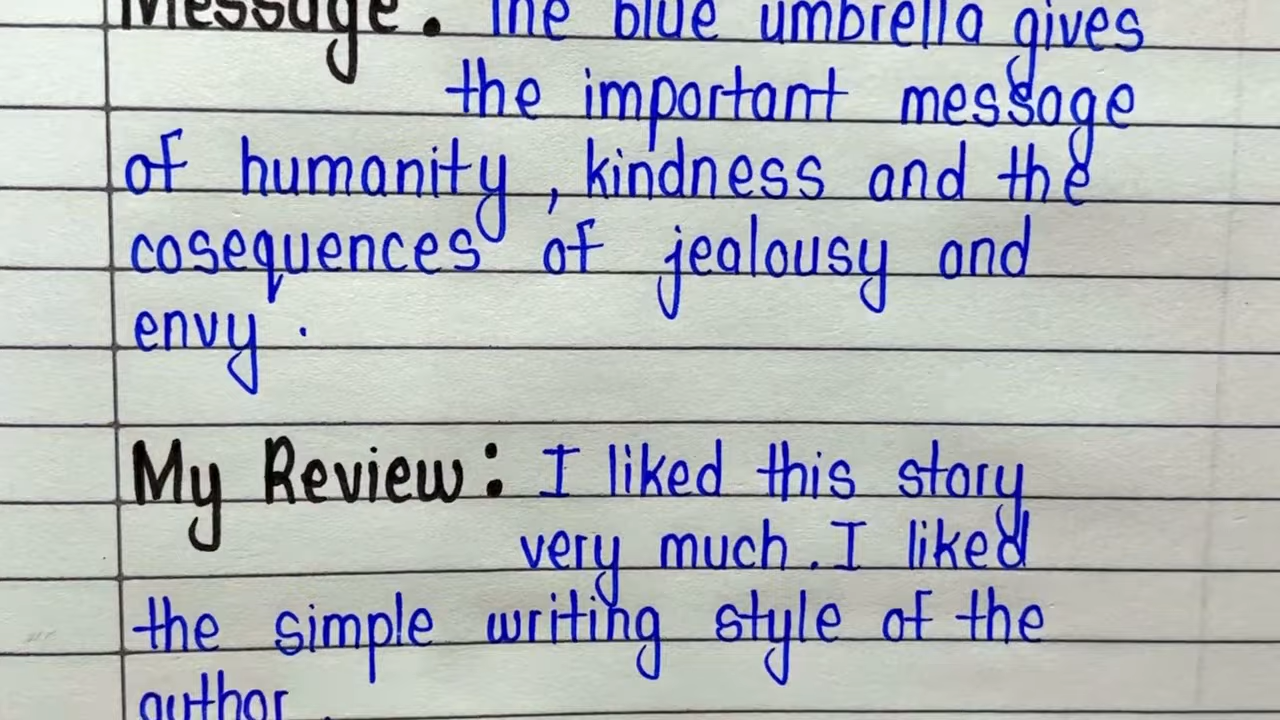 Message : The blue umbrella gives
the important message
of humanity , kindness and the
cosequences of jealousy and
envy .
My Review : I liked this story
very much . I liked
the simple writing style of the
author .